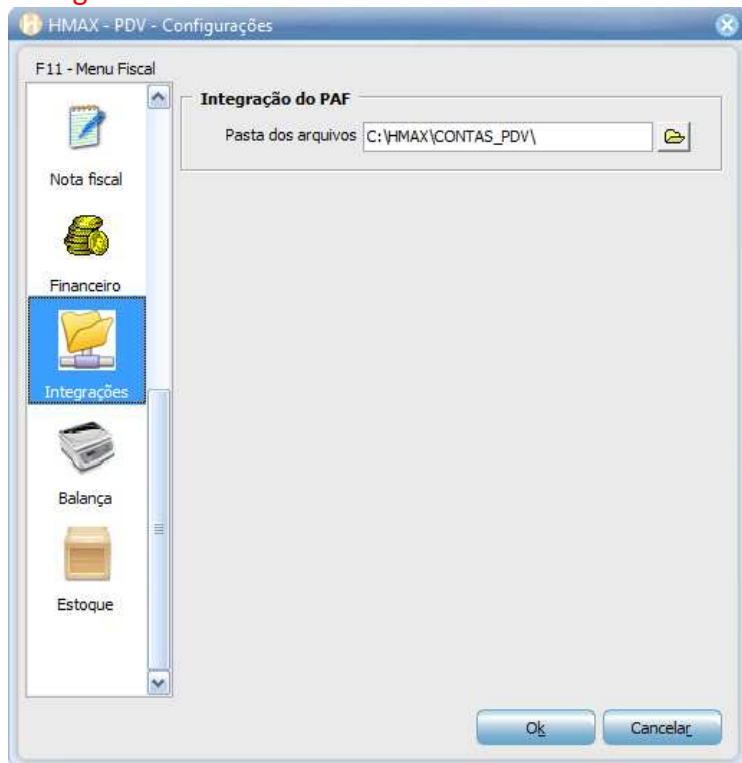 HMAX - PDV - Configurações
F11 - Menu Fiscal
Nota fiscal
Financeiro
Integrações
Balança
Estoque
Integração do PAF
Pasta dos arquivos C:\HMAX\CONTAS_PDV\
Ok
Cancelar